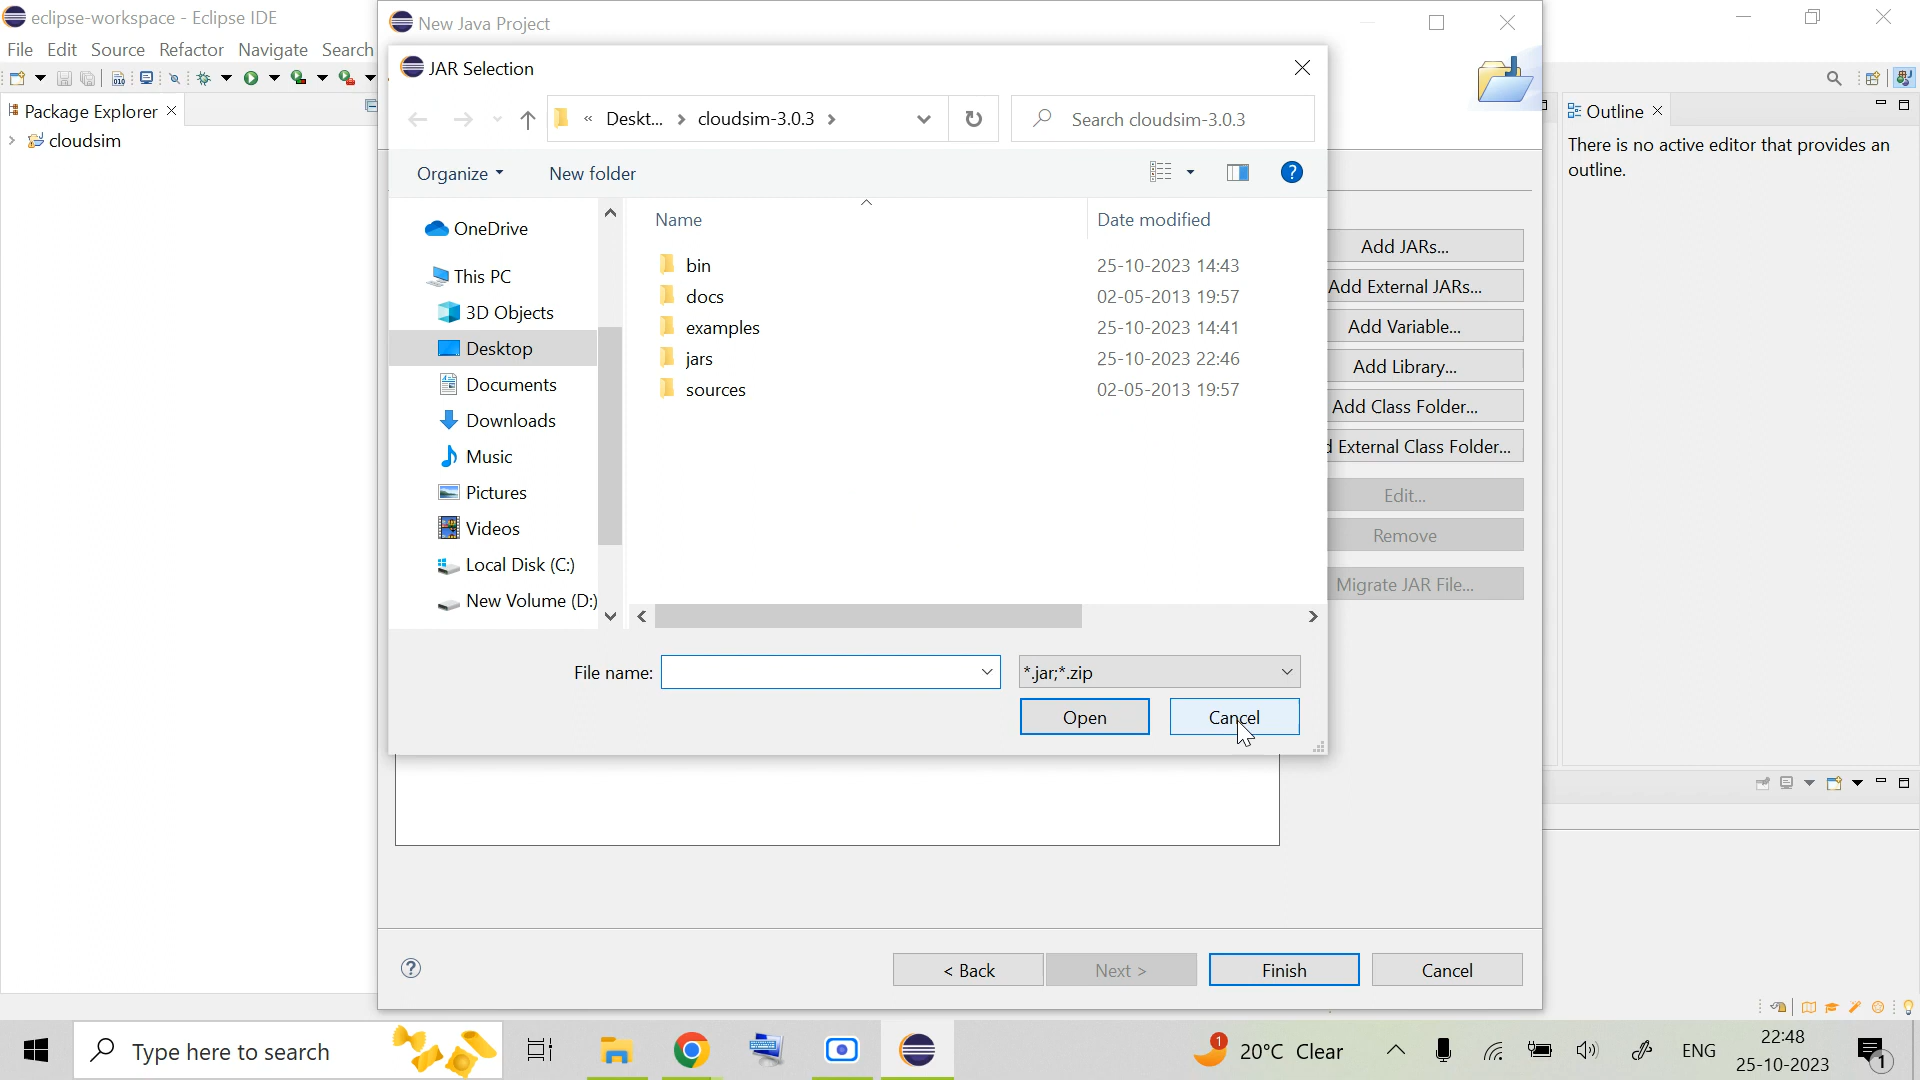 eclipse-workspace - Eclipse IDE
New Java Project
File Edit Source Refactor Navigate Search
JAR Selection
Package Explorer
cloudsim
Outline
There is no active editor that provides an
outline.
« Deskt... > cloudsim-3.0.3 >
Search cloudsim-3.0.3
Organize
New folder
Name
Date modified
OneDrive
This PC
3D Objects
Desktop
Documents
Downloads
Music
Pictures
Videos
Local Disk (C:)
New Volume (D:)
bin 25-10-2023 14:43
docs 02-05-2013 19:57
examples 25-10-2023 14:41
jars 25-10-2023 22:46
sources 02-05-2013 19:57
Add JARs...
Add External JARs...
Add Variable...
Add Library...
Add Class Folder...
External Class Folder...
Edit...
Remove
Migrate JAR File...
File name:
*.jar;*.zip
Open
Cancel
< Back
Next >
Finish
Cancel
Type here to search
1
20°C Clear
ENG
22:48
25-10-2023
1